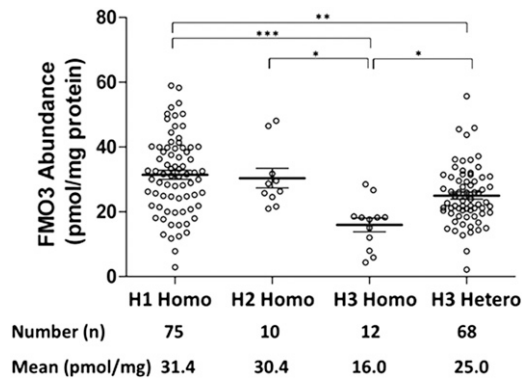 **
***
* *
80
60
40
20
0
FMO3 Abundance
(pmol/mg protein)
H1 Homo H2 Homo H3 Homo H3 Hetero
Number (n) 75 10 12 68
Mean (pmol/mg) 31.4 30.4 16.0 25.0